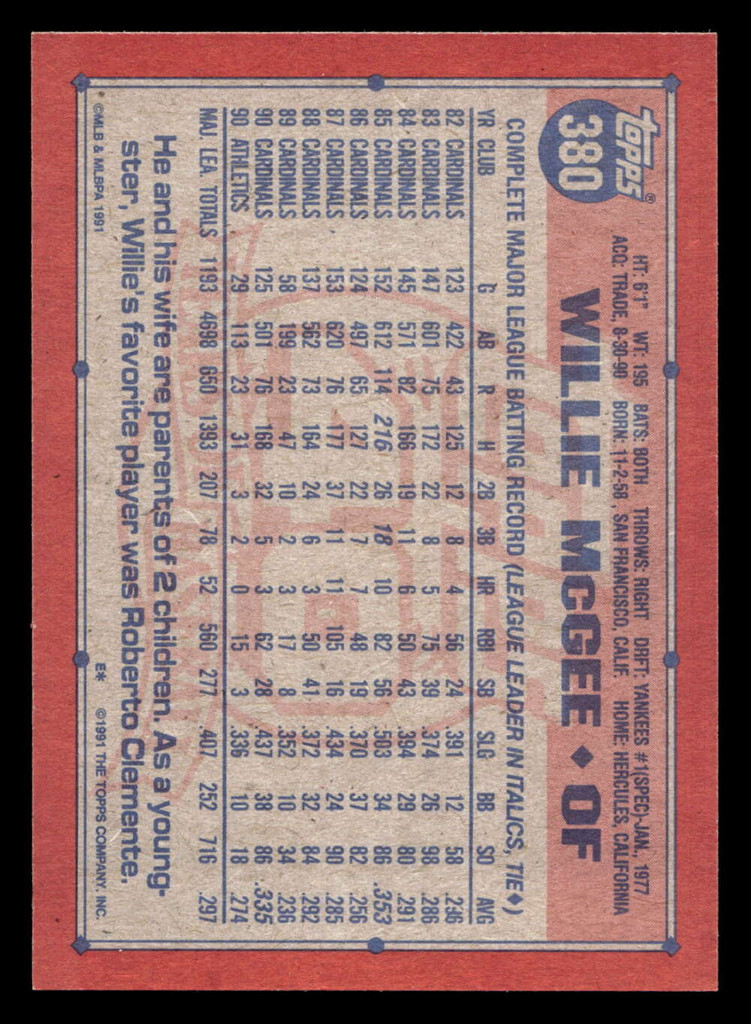 topps®
380
HT: 6'1" WT: 195 BATS: BOTH THROWS: RIGHT DRFT: YANKEES #1(SPEC)-JAN., 1977
ACQ: TRADE, 8-30-90 BORN: 11-2-58, SAN FRANCISCO, CALIF. HOME: HERCULES, CALIFORNIA
WILLIE McGEE ♦ OF
COMPLETE MAJOR LEAGUE BATTING RECORD (LEAGUE LEADER IN ITALICS, TIE♦)
YR CLUB G AB R H 2B 3B HR RBI SB SLG BB SO AVG
82 CARDINALS 123 422 43 125 12 8 4 56 24 .391 12 58 .296
83 CARDINALS 147 601 75 172 22 8 5 75 39 .374 26 98 .286
84 CARDINALS 145 571 82 166 19 11 6 50 43 .394 29 80 .291
85 CARDINALS 152 612 114 216 26 18 10 82 56 .503 34 86 .353
86 CARDINALS 124 497 65 127 22 7 7 48 19 .370 37 82 .256
87 CARDINALS 153 620 76 177 37 11 11 105 16 .434 24 90 .285
88 CARDINALS 137 562 73 164 24 6 3 50 41 .372 32 84 .292
89 CARDINALS 58 199 23 47 10 2 3 17 8 .352 10 34 .236
90 CARDINALS 125 501 76 168 32 5 3 62 28 .437 38 86 .335
90 ATHLETICS 29 113 23 31 3 2 0 15 3 .336 10 18 .274
MAJ. LEA. TOTALS 1193 4698 650 1393 207 78 52 560 277 .407 252 716 .297
He and his wife are parents of 2 children. As a young-
ster, Willie's favorite player was Roberto Clemente.
* ©MLB & MLBPA 1991 E* ©1991 THE TOPPS COMPANY, INC.